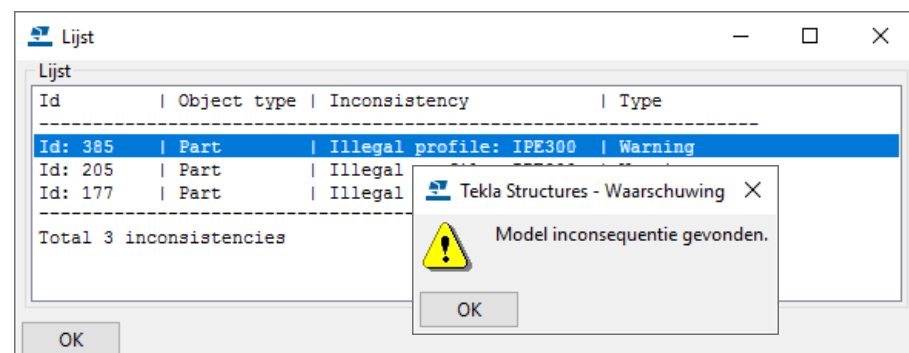 Lijst
Lijst
Id | Object type | Inconsistency | Type
--------------------------------------------------------------------------
Id: 385 | Part | Illegal profile: IPE300 | Warning
Id: 205 | Part | Illegal
Id: 177 | Part | Illegal
--------------------------------------------------------------------------
Total 3 inconsistencies
Tekla Structures - Waarschuwing
Model inconsequentie gevonden.
OK
OK